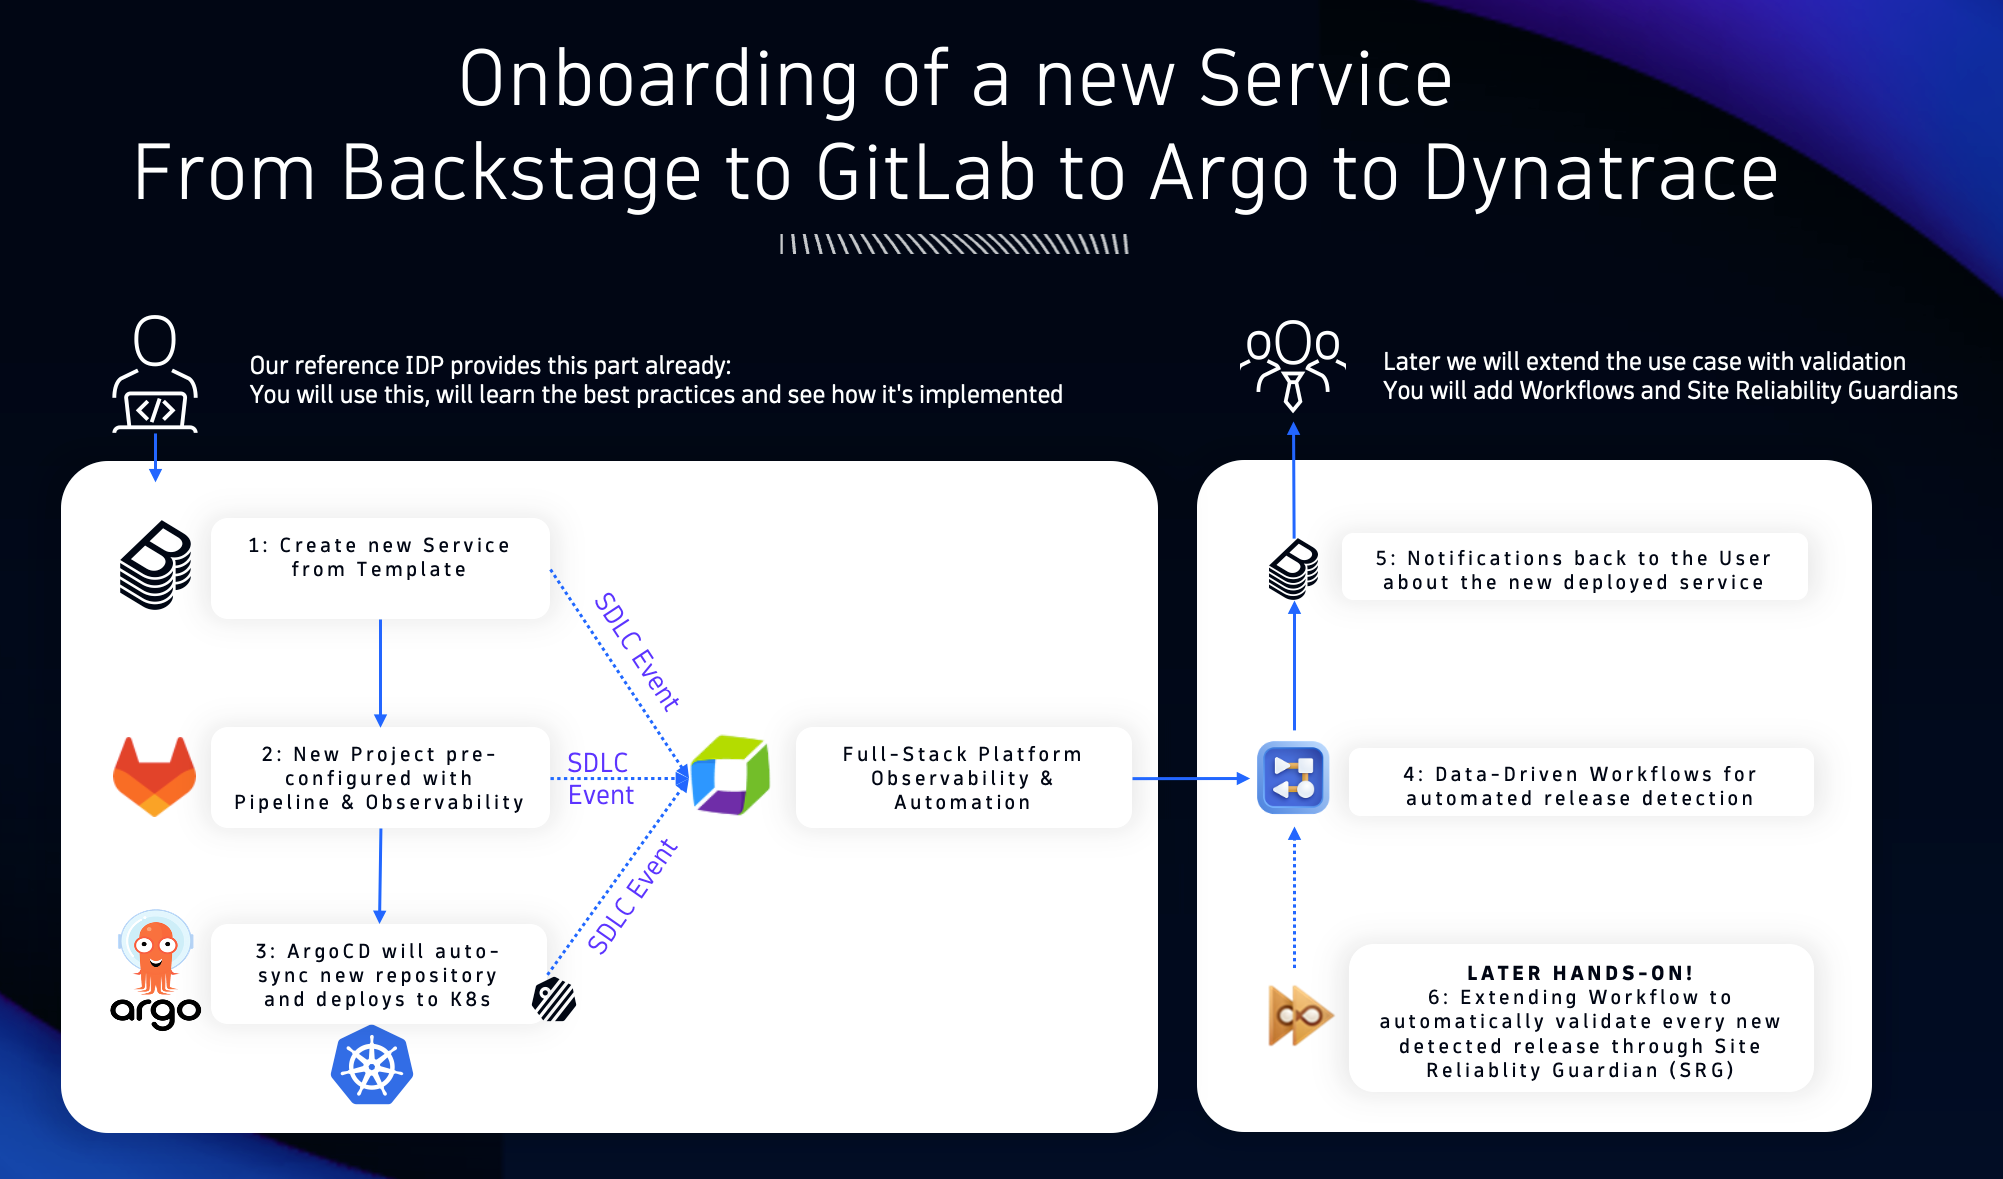 Onboarding of a new Service
From Backstage to GitLab to Argo to Dynatrace
Our reference IDP provides this part already:
You will use this, will learn the best practices and see how it's implemented
Later we will extend the use case with validation
You will add Workflows and Site Reliability Guardians
</>
1: Create new Service
from Template
SDLC Event
2: New Project pre-
configured with
Pipeline & Observability
SDLC
Event
Full-Stack Platform
Observability &
Automation
SDLC Event
argo
3: ArgoCD will auto-
sync new repository
and deploys to K8s
5: Notifications back to the User
about the new deployed service
4: Data-Driven Workflows for
automated release detection
LATER HANDS-ON!
6: Extending Workflow to
automatically validate every new
detected release through Site
Reliablity Guardian (SRG)